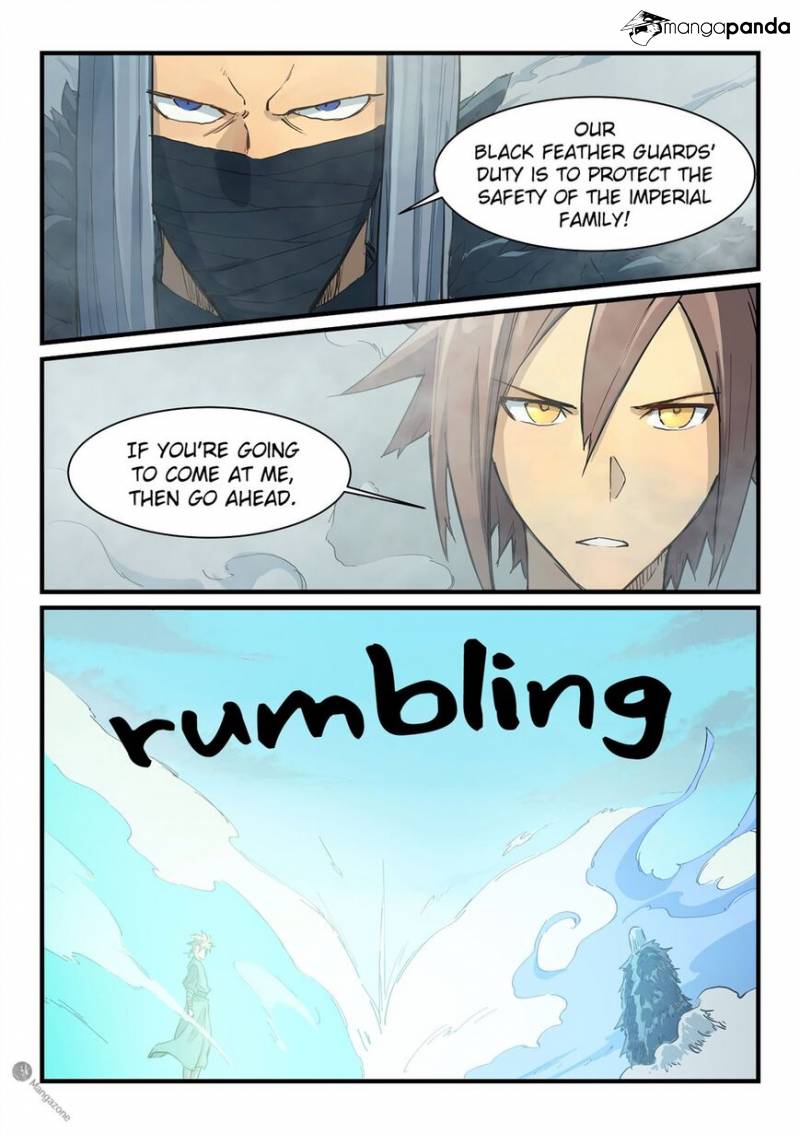 mangapanda
OUR
BLACK FEATHER GUARDS'
DUTY IS TO PROTECT THE
SAFETY OF THE IMPERIAL
FAMILY!
IF YOU'RE GOING
TO COME AT ME,
THEN GO AHEAD.
rumbling
Mangazone